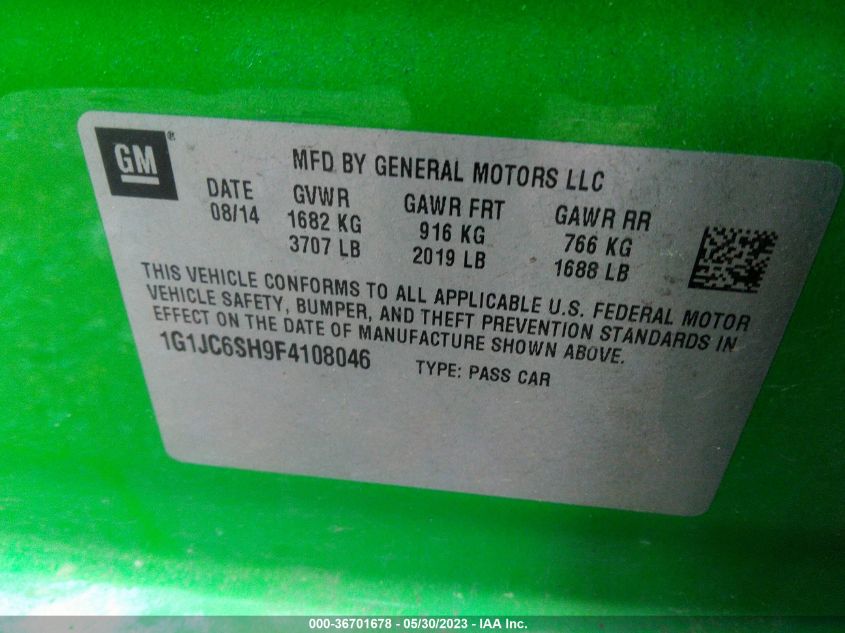 GM®
MFD BY GENERAL MOTORS LLC
DATE GVWR GAWR FRT GAWR RR
08/14 1682 KG 916 KG 766 KG
3707 LB 2019 LB 1688 LB
THIS VEHICLE CONFORMS TO ALL APPLICABLE U.S. FEDERAL MOTOR
VEHICLE SAFETY, BUMPER, AND THEFT PREVENTION STANDARDS IN
EFFECT ON THE DATE OF MANUFACTURE SHOWN ABOVE.
1G1JC6SH9F4108046 TYPE: PASS CAR
000-36701678 - 05/30/2023 - IAA Inc.